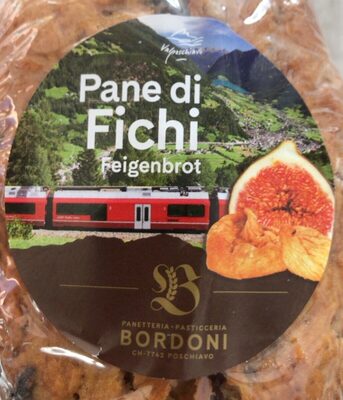 Valposchiavo
Pane di
Fichi
Feigenbrot
B
PANETTERIA • PASTICCERIA
BORDONI
CH-7742 POSCHIAVO